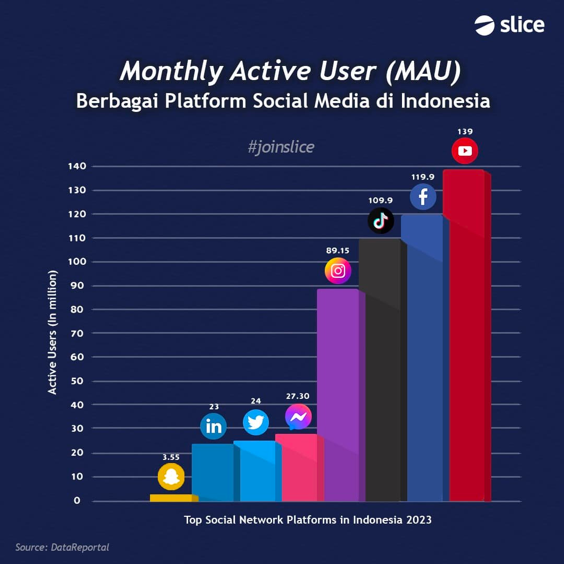 slice
Monthly Active User (MAU)
Berbagai Platform Social Media di Indonesia
#joinslice
139
119.9
109.9
89.15
27.30
24
23
3.55
140
130
120
110
100
90
80
70
60
50
40
30
20
10
0
Active Users (In million)
in
f
Top Social Network Platforms in Indonesia 2023
Source: DataReportal